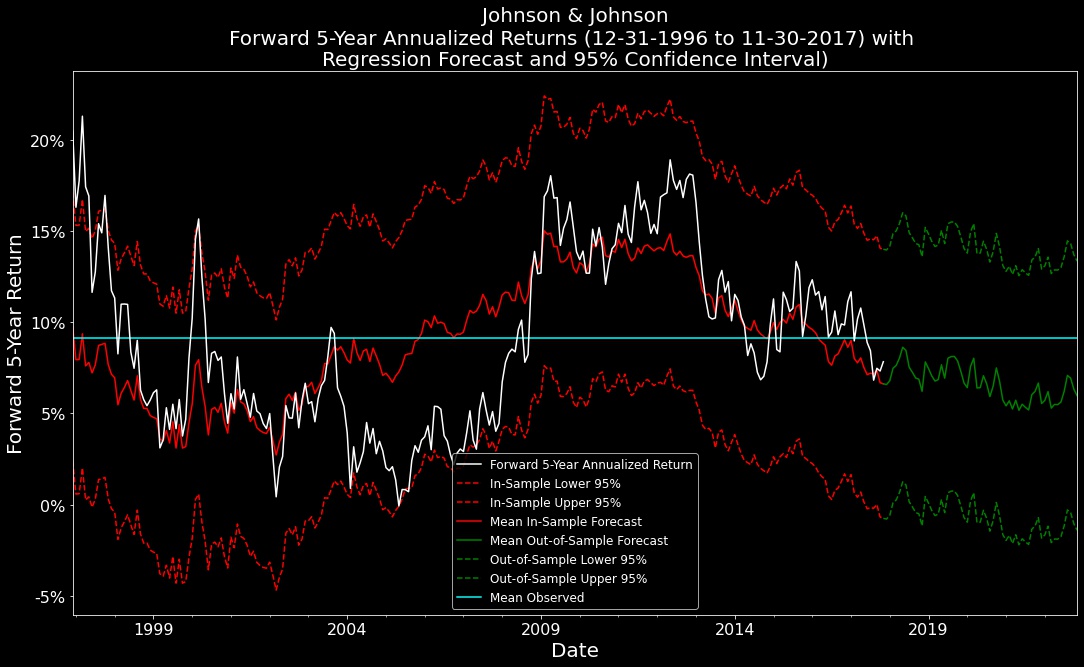 Johnson & Johnson
Forward 5-Year Annualized Returns (12-31-1996 to 11-30-2017) with
Regression Forecast and 95% Confidence Interval)
Forward 5-Year Return
20%
15%
10%
5%
0%
-5%
Forward 5-Year Annualized Return
In-Sample Lower 95%
In-Sample Upper 95%
Mean In-Sample Forecast
Mean Out-of-Sample Forecast
Out-of-Sample Lower 95%
Out-of-Sample Upper 95%
Mean Observed
1999 2004 2009 2014 2019
Date